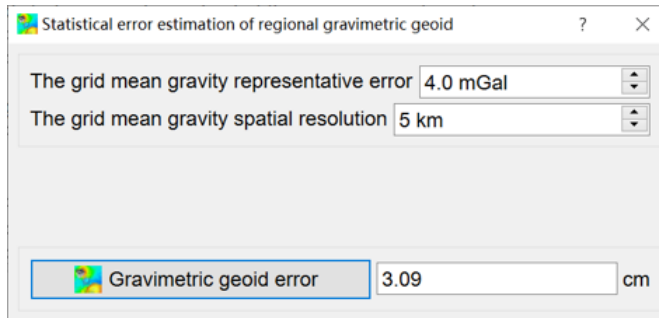 Statistical error estimation of regional gravimetric geoid ? ×
The grid mean gravity representative error 4.0 mGal
The grid mean gravity spatial resolution 5 km
Gravimetric geoid error 3.09 cm